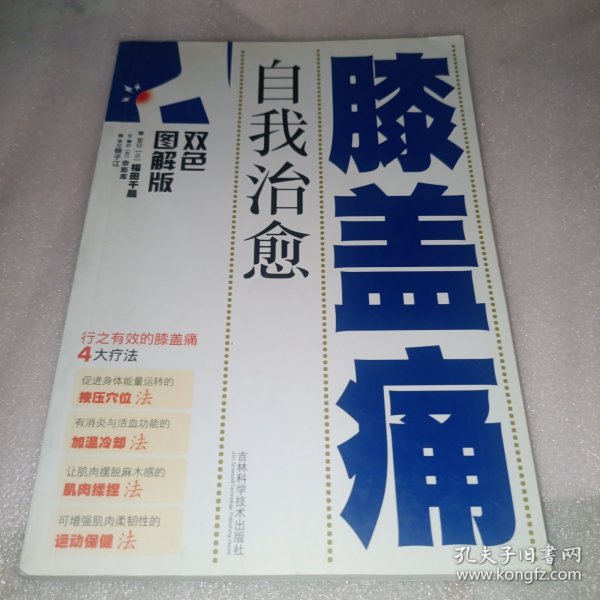 膝盖痛
自我治愈
双色
图解版
福田千晶
杨子江
行之有效的膝盖痛
4大疗法
促进身体能量运转的
按压穴位法
有消炎与活血功能的
加温冷却法
让肌肉摆脱麻木感的
肌肉揉捏法
可增强肌肉柔韧性的
运动保健法
吉林科学技术出版社
孔夫子旧书网
www.kongfz.com